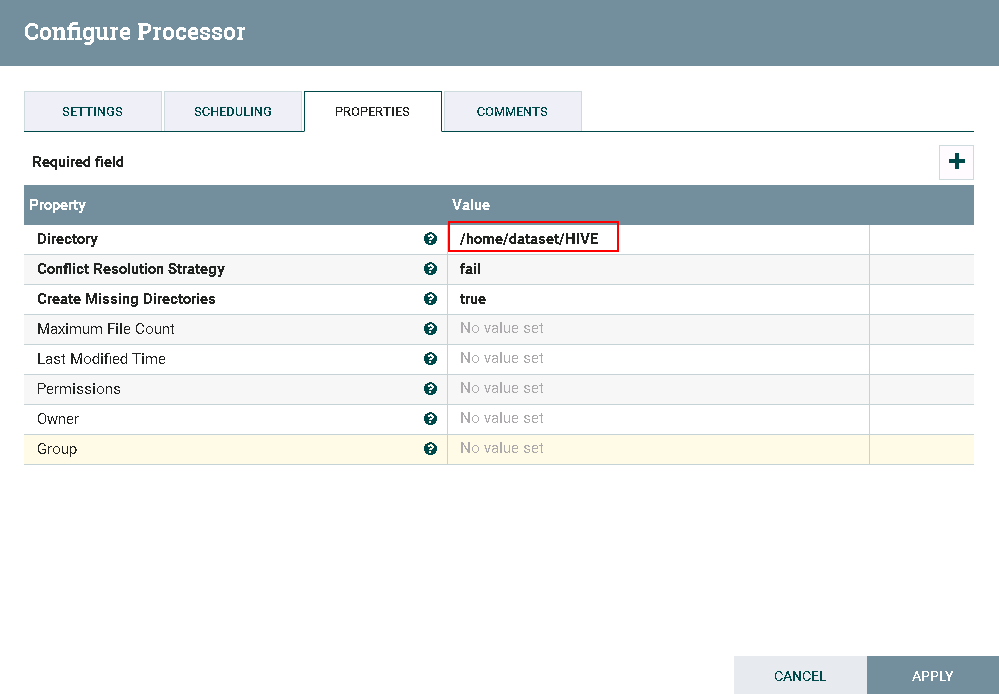 Configure Processor
SETTINGS SCHEDULING PROPERTIES COMMENTS
Required field
Property Value
Directory /home/dataset/HIVE
Conflict Resolution Strategy fail
Create Missing Directories true
Maximum File Count No value set
Last Modified Time No value set
Permissions No value set
Owner No value set
Group No value set
CANCEL APPLY